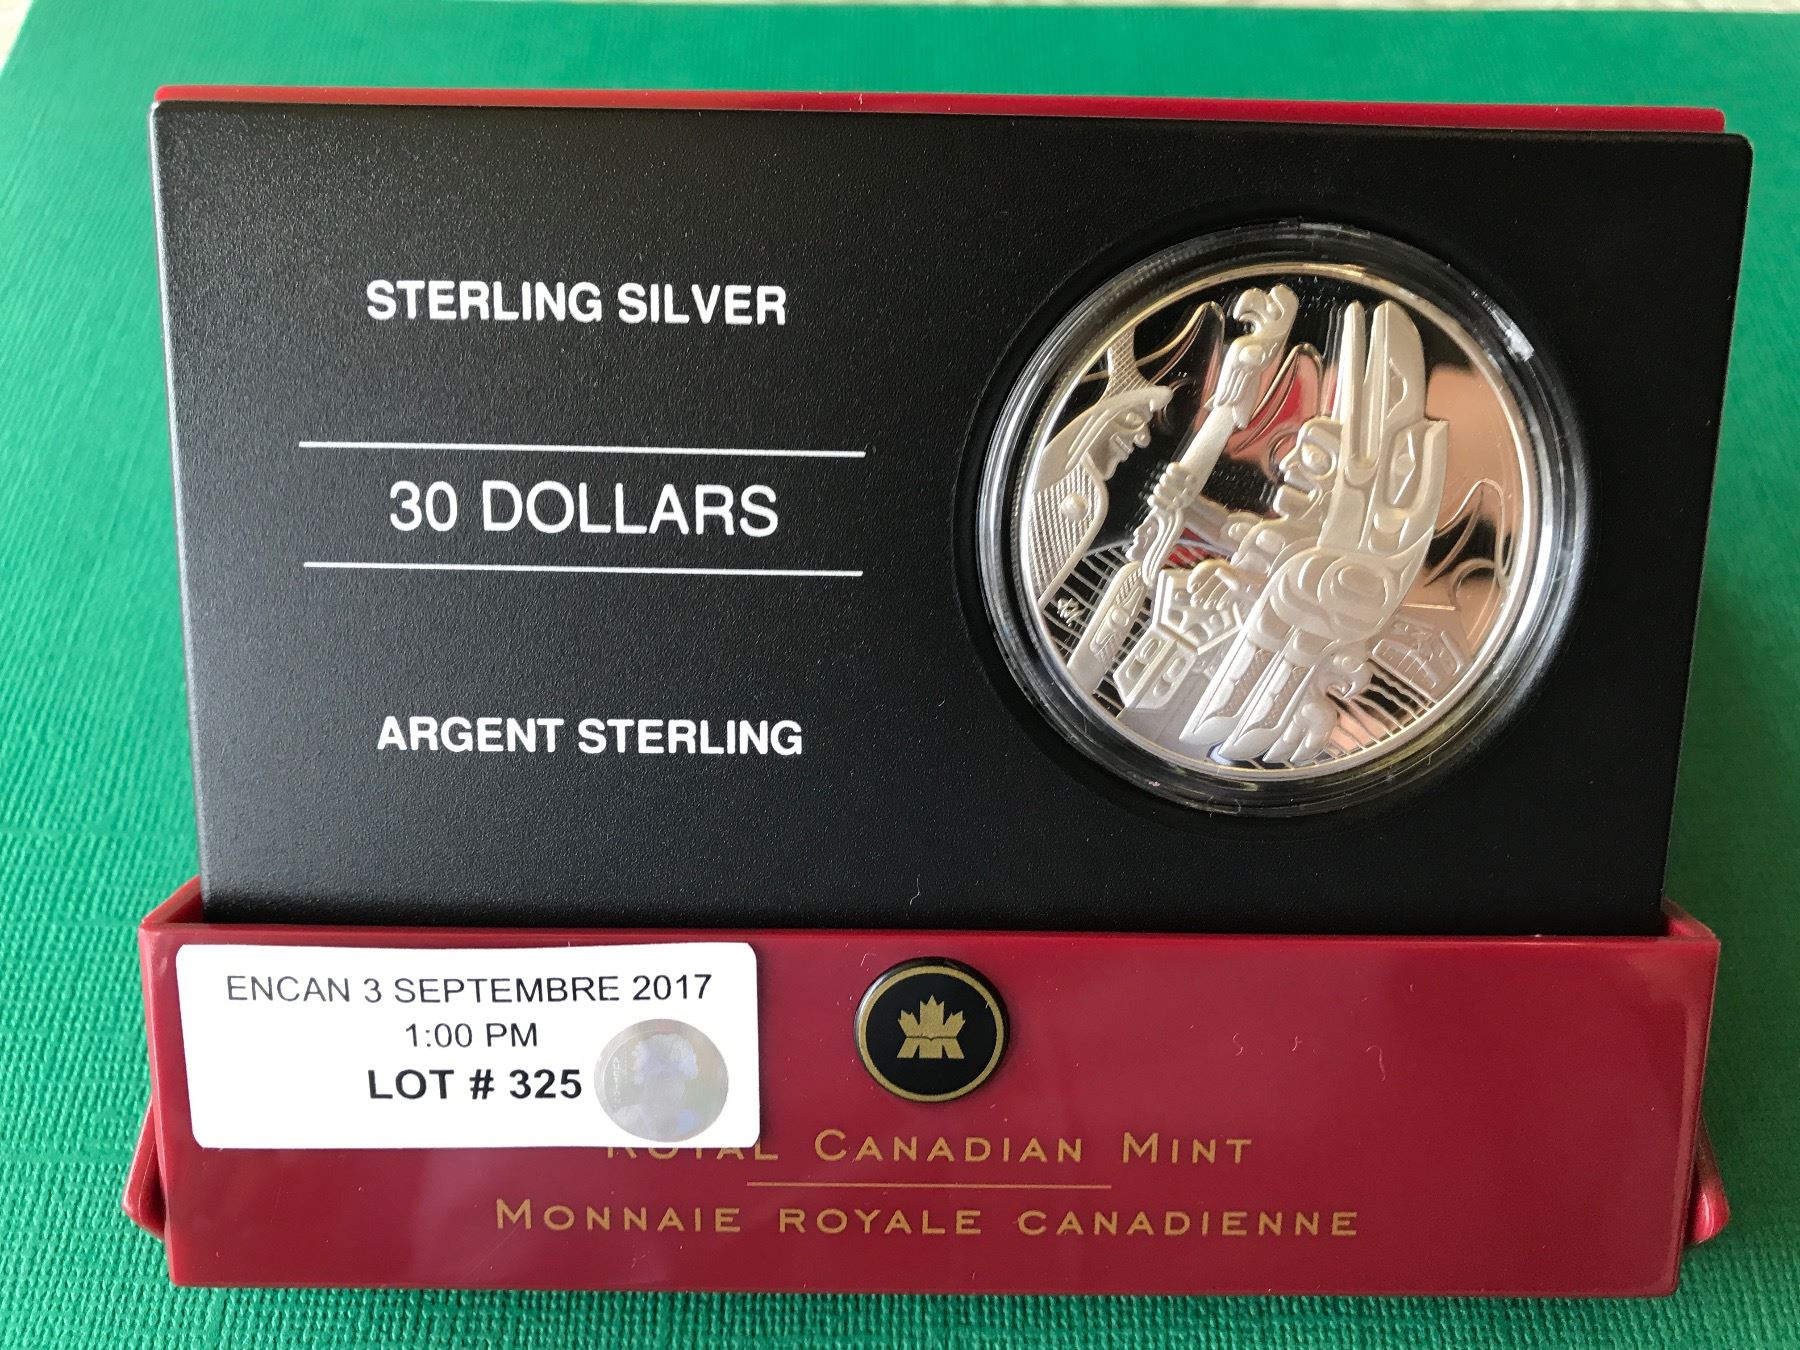 STERLING SILVER
30 DOLLARS
ARGENT STERLING
ENCAN 3 SEPTEMBRE 2017
1:00 PM
LOT # 325
ROYAL CANADIAN MINT
MONNAIE ROYALE CANADIENNE